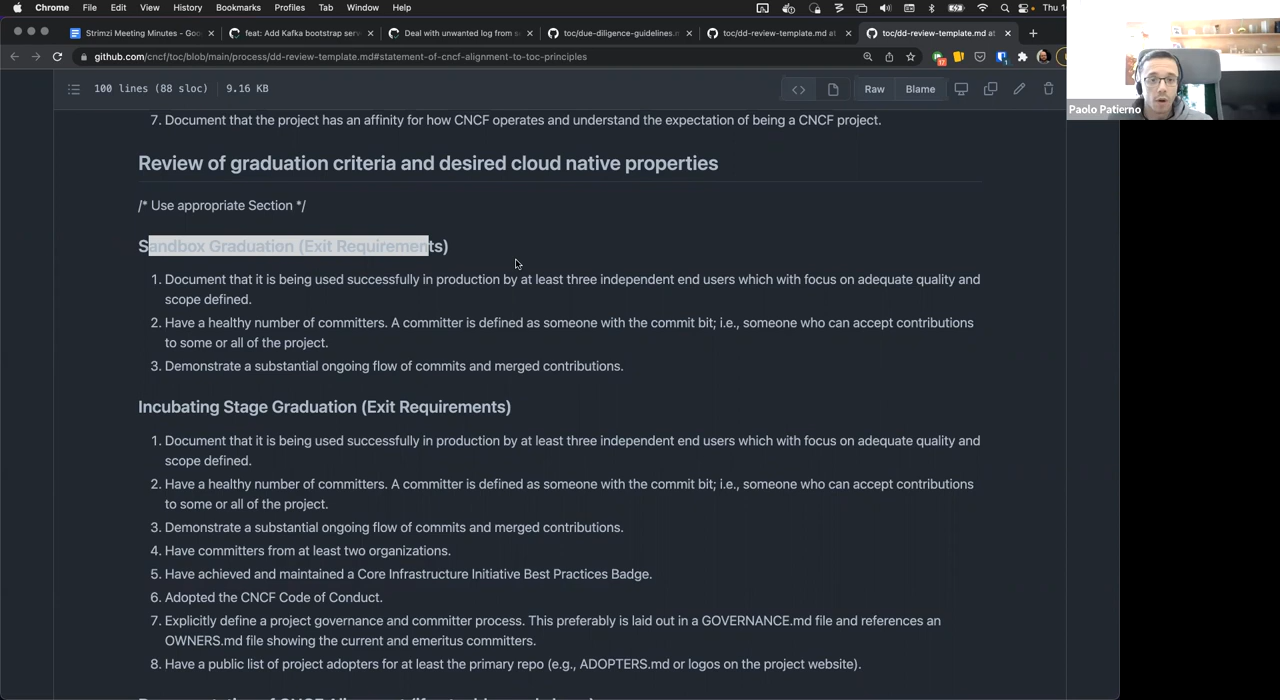 Chrome File Edit View History Bookmarks Profiles Tab Window Help Thu 1
Strimzi Meeting Minutes - Goo
feat: Add Kafka bootstrap serv
Deal with unwanted log from s
toc/due-diligence-guidelines.m
toc/dd-review-template.md at
toc/dd-review-template.md at
github.com/cncf/toc/blob/main/process/dd-review-template.md#statement-of-cncf-alignment-to-toc-principles
17
Paolo Patierno
100 lines (88 sloc) 9.16 KB
Raw Blame
7. Document that the project has an affinity for how CNCF operates and understand the expectation of being a CNCF project.
Review of graduation criteria and desired cloud native properties
/* Use appropriate Section */
Sandbox Graduation (Exit Requirements)
1. Document that it is being used successfully in production by at least three independent end users which with focus on adequate quality and
scope defined.
2. Have a healthy number of committers. A committer is defined as someone with the commit bit; i.e., someone who can accept contributions
to some or all of the project.
3. Demonstrate a substantial ongoing flow of commits and merged contributions.
Incubating Stage Graduation (Exit Requirements)
1. Document that it is being used successfully in production by at least three independent end users which with focus on adequate quality and
scope defined.
2. Have a healthy number of committers. A committer is defined as someone with the commit bit; i.e., someone who can accept contributions
to some or all of the project.
3. Demonstrate a substantial ongoing flow of commits and merged contributions.
4. Have committers from at least two organizations.
5. Have achieved and maintained a Core Infrastructure Initiative Best Practices Badge.
6. Adopted the CNCF Code of Conduct.
7. Explicitly define a project governance and committer process. This preferably is laid out in a GOVERNANCE.md file and references an
OWNERS.md file showing the current and emeritus committers.
8. Have a public list of project adopters for at least the primary repo (e.g., ADOPTERS.md or logos on the project website).